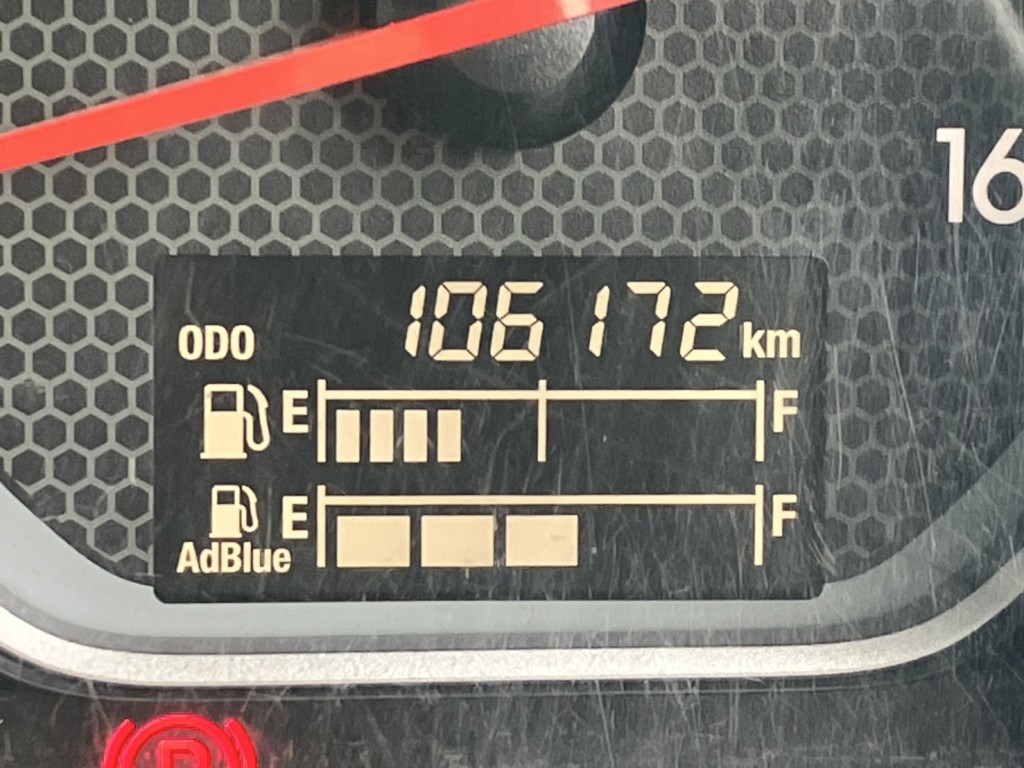 16
ODO 106172 km
E F
E F
AdBlue
P